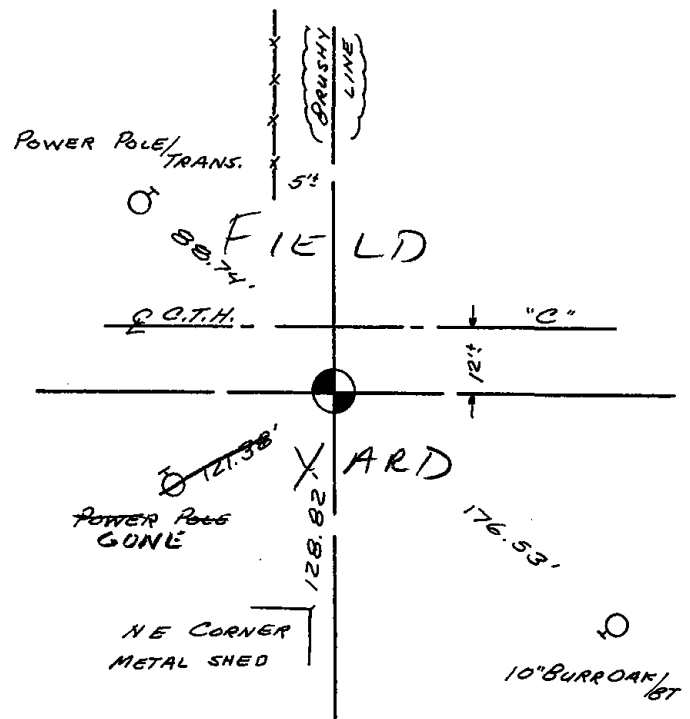 BRUSHY
LINE
POWER POLE/TRANS.
5'±
FIELD
88.74'
℄ C.T.H. "C"
12'±
121.38'
YARD
POWER POLE
GONE
128.82
176.53'
NE CORNER
METAL SHED
10" BURR OAK/BT